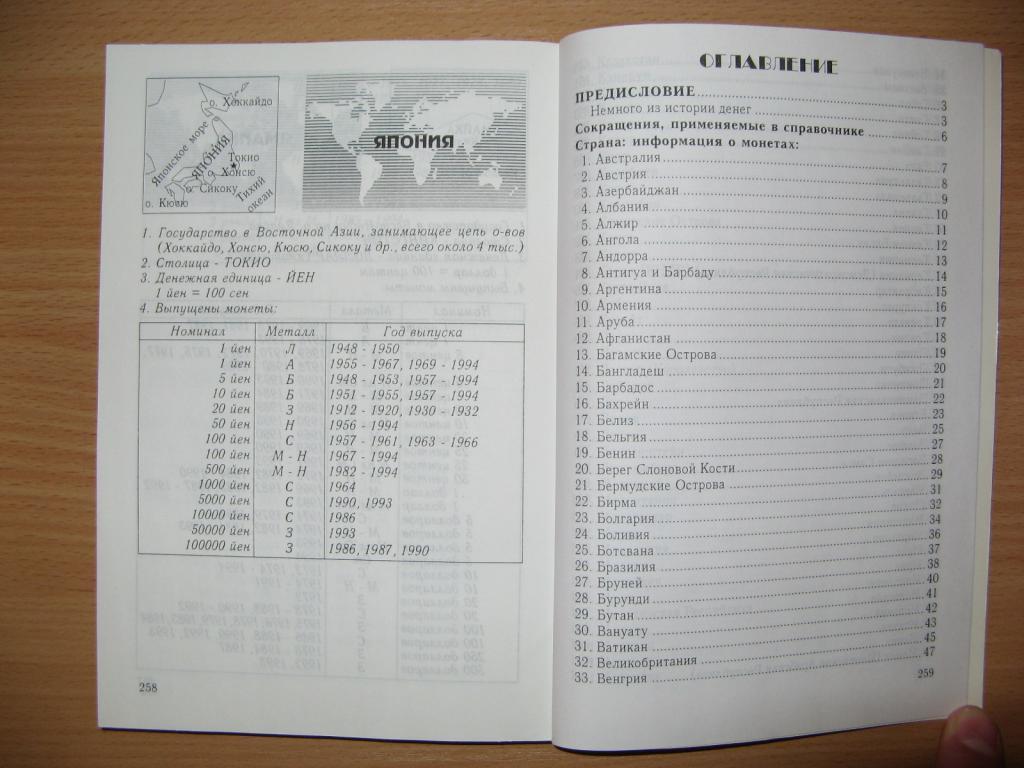 о. Хоккайдо
Японское море
ЯПОНИЯ
Токио
о. Хонсю
о. Сикоку
о. Кюсю
Тихий
океан
ЯПОНИЯ
1. Государство в Восточной Азии, занимающее цепь о-вов
(Хоккайдо, Хонсю, Кюсю, Сикоку и др., всего около 4 тыс.)
2. Столица - ТОКИО
3. Денежная единица - ЙЕН
1 йен = 100 сен
4. Выпущены монеты:
Номинал Металл Год выпуска
1 йен Л 1948 - 1950
1 йен А 1955 - 1967, 1969 - 1994
5 йен Б 1948 - 1953, 1957 - 1994
10 йен Б 1951 - 1955, 1957 - 1994
20 йен З 1912 - 1920, 1930 - 1932
50 йен Н 1956 - 1994
100 йен С 1957 - 1961, 1963 - 1966
100 йен М - Н 1967 - 1994
500 йен М - Н 1982 - 1994
1000 йен С 1964
5000 йен С 1990, 1993
10000 йен С 1986
50000 йен З 1993
100000 йен З 1986, 1987, 1990
258
ОГЛАВЛЕНИЕ
ПРЕДИСЛОВИЕ 3
Немного из истории денег 3
Сокращения, применяемые в справочнике 6
Страна: информация о монетах:
1. Австралия 7
2. Австрия 8
3. Азербайджан 9
4. Албания 10
5. Алжир 11
6. Ангола 12
7. Андорра 13
8. Антигуа и Барбаду 14
9. Аргентина 15
10. Армения 16
11. Аруба 17
12. Афганистан 18
13. Багамские Острова 19
14. Бангладеш 20
15. Барбадос 21
16. Бахрейн 22
17. Белиз 23
18. Бельгия 25
19. Бенин 27
20. Берег Слоновой Кости 28
21. Бермудские Острова 29
22. Бирма 31
23. Болгария 32
24. Боливия 34
25. Ботсвана 36
26. Бразилия 37
27. Бруней 38
28. Бурунди 40
29. Бутан 41
30. Вануату 42
31. Ватикан 43
32. Великобритания 45
33. Венгрия 47
259